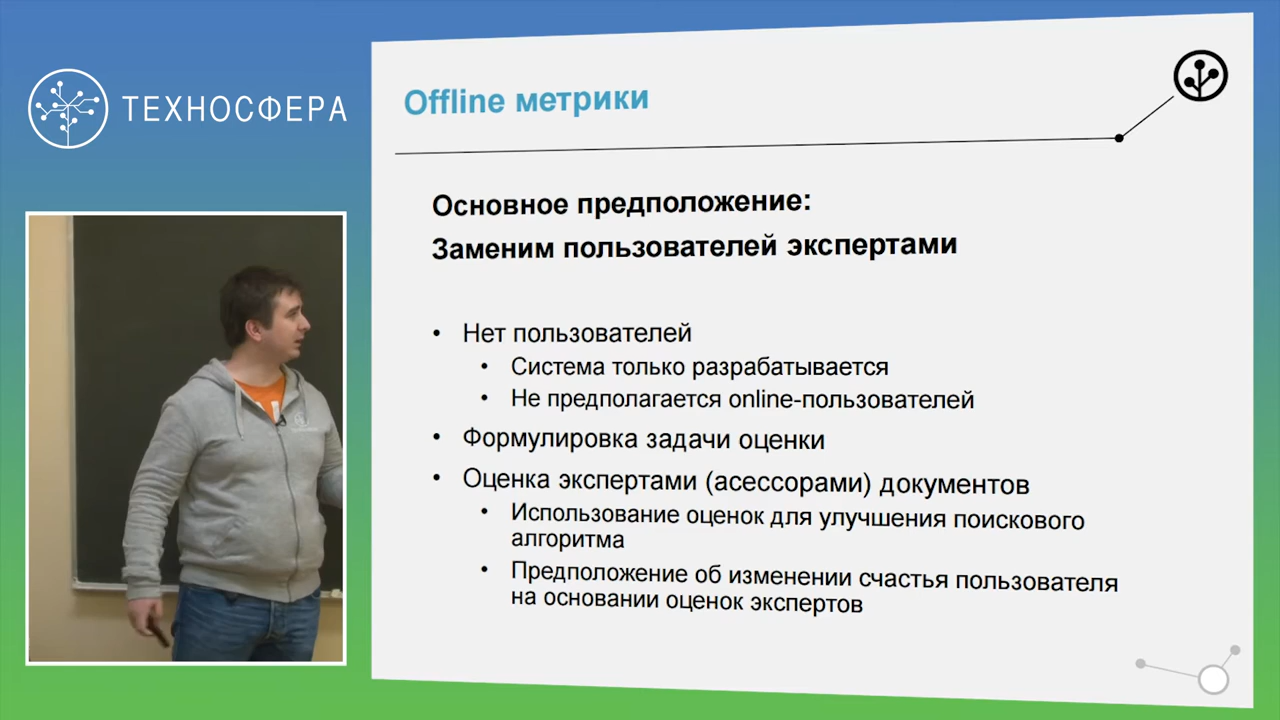 ТЕХНОСФЕРА
Offline метрики
Основное предположение:
Заменим пользователей экспертами
• Нет пользователей
• Система только разрабатывается
• Не предполагается online-пользователей
• Формулировка задачи оценки
• Оценка экспертами (асессорами) документов
• Использование оценок для улучшения поискового
алгоритма
• Предположение об изменении счастья пользователя
на основании оценок экспертов